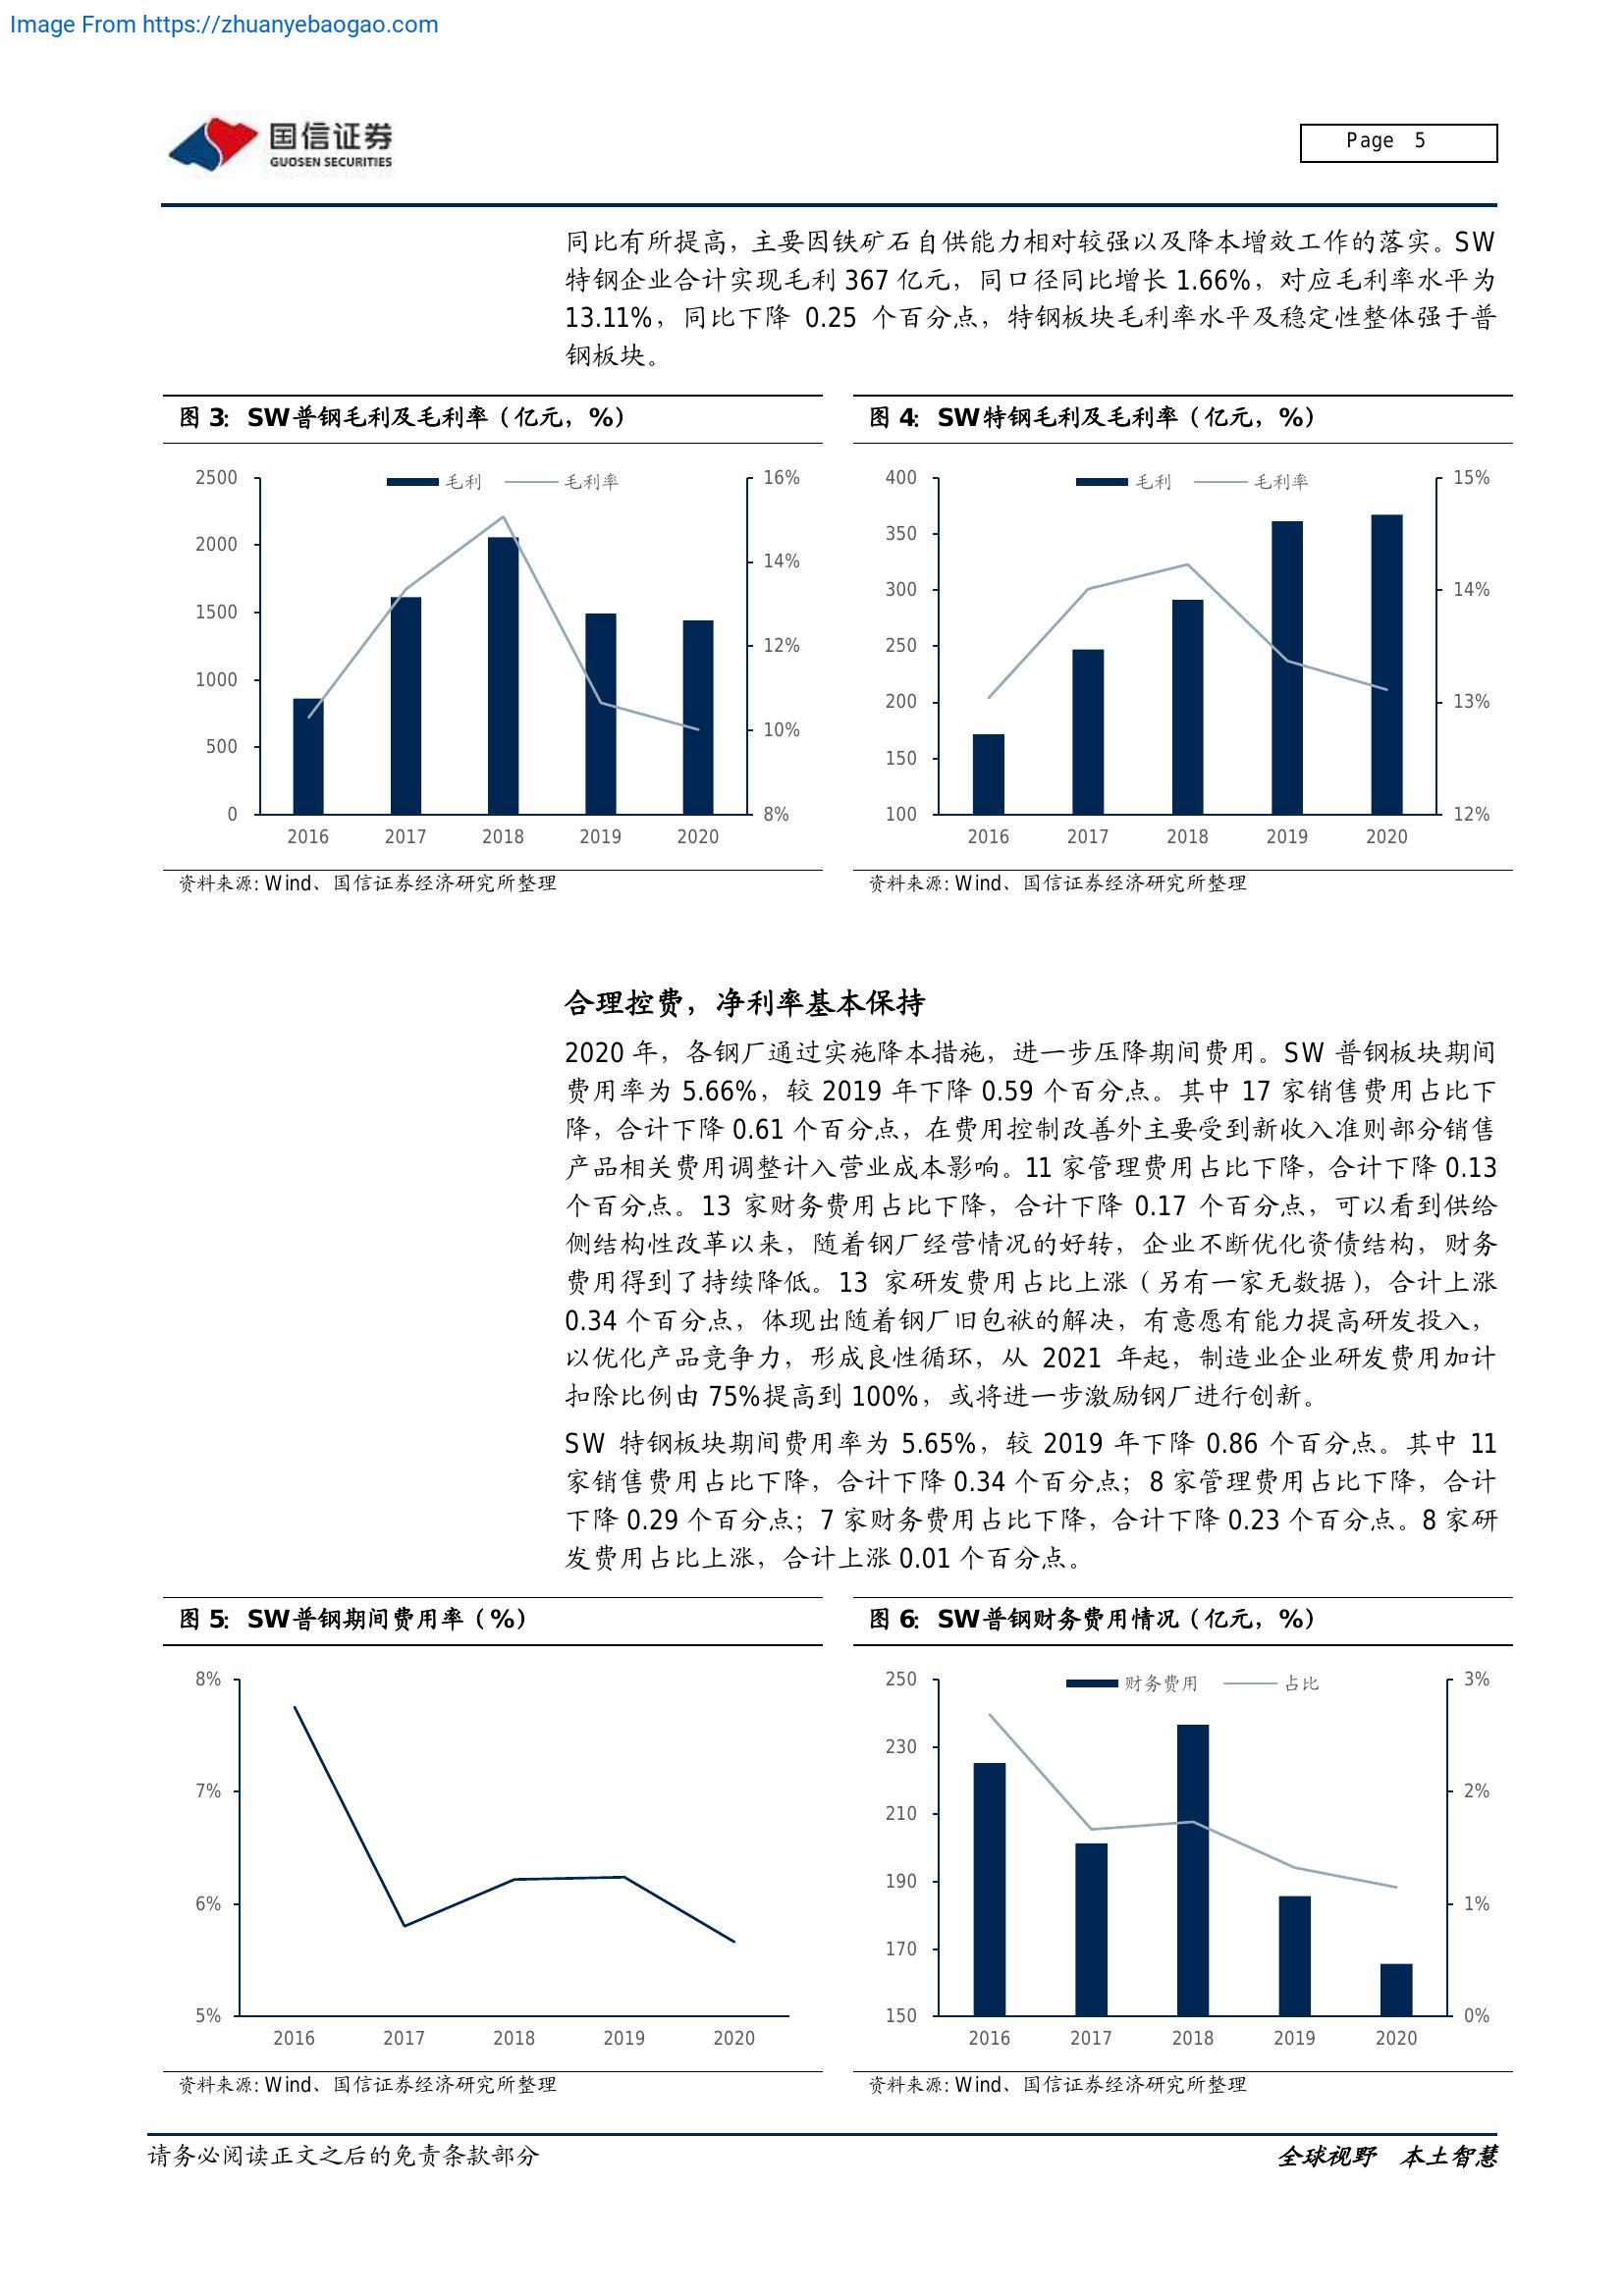 Image From https://zhuanyebaogao.com
国信证券
GUOSEN SECURITIES
Page 5
同比有所提高，主要因铁矿石自供能力相对较强以及降本增效工作的落实。SW
特钢企业合计实现毛利 367 亿元，同口径同比增长 1.66%，对应毛利率水平为
13.11%，同比下降 0.25 个百分点，特钢板块毛利率水平及稳定性整体强于普
钢板块。
图 3：SW普钢毛利及毛利率（亿元，%）
2500
2000
1500
1000
500
0
毛利
毛利率
16%
14%
12%
10%
8%
2016 2017 2018 2019 2020
资料来源: Wind、国信证券经济研究所整理
图 4：SW特钢毛利及毛利率（亿元，%）
400
350
300
250
200
150
100
毛利
毛利率
15%
14%
13%
12%
2016 2017 2018 2019 2020
资料来源: Wind、国信证券经济研究所整理
合理控费，净利率基本保持
2020 年，各钢厂通过实施降本措施，进一步压降期间费用。SW 普钢板块期间
费用率为 5.66%，较 2019 年下降 0.59 个百分点。其中 17 家销售费用占比下
降，合计下降 0.61 个百分点，在费用控制改善外主要受到新收入准则部分销售
产品相关费用调整计入营业成本影响。11 家管理费用占比下降，合计下降 0.13
个百分点。13 家财务费用占比下降，合计下降 0.17 个百分点，可以看到供给
侧结构性改革以来，随着钢厂经营情况的好转，企业不断优化资债结构，财务
费用得到了持续降低。13 家研发费用占比上涨（另有一家无数据），合计上涨
0.34 个百分点，体现出随着钢厂旧包袱的解决，有意愿有能力提高研发投入，
以优化产品竞争力，形成良性循环，从 2021 年起，制造业企业研发费用加计
扣除比例由 75%提高到 100%，或将进一步激励钢厂进行创新。
SW 特钢板块期间费用率为 5.65%，较 2019 年下降 0.86 个百分点。其中 11
家销售费用占比下降，合计下降 0.34 个百分点；8 家管理费用占比下降，合计
下降 0.29 个百分点；7 家财务费用占比下降，合计下降 0.23 个百分点。8 家研
发费用占比上涨，合计上涨 0.01 个百分点。
图 5：SW普钢期间费用率（%）
8%
7%
6%
5%
2016 2017 2018 2019 2020
资料来源: Wind、国信证券经济研究所整理
图 6：SW普钢财务费用情况（亿元，%）
250
230
210
190
170
150
财务费用
占比
3%
2%
1%
0%
2016 2017 2018 2019 2020
资料来源: Wind、国信证券经济研究所整理
请务必阅读正文之后的免责条款部分
全球视野 本土智慧